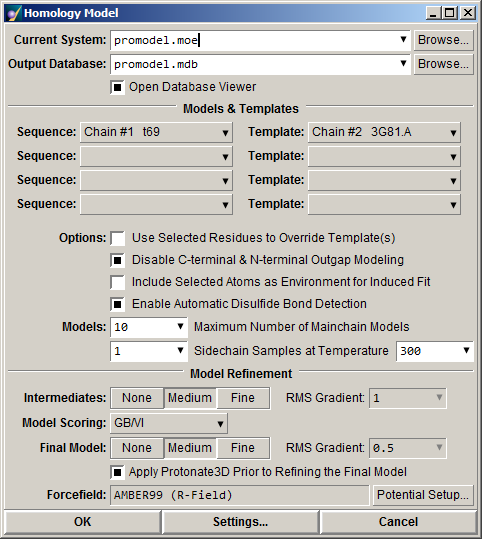 Homology Model
Current System: promodel.moe Browse...
Output Database: promodel.mdb Browse...
Open Database Viewer
Models & Templates
Sequence: Chain #1 t69 Template: Chain #2 3G81.A
Sequence: Template:
Sequence: Template:
Sequence: Template:
Options: Use Selected Residues to Override Template(s)
Disable C-terminal & N-terminal Outgap Modeling
Include Selected Atoms as Environment for Induced Fit
Enable Automatic Disulfide Bond Detection
Models: 10 Maximum Number of Mainchain Models
1 Sidechain Samples at Temperature 300
Model Refinement
Intermediates: None Medium Fine RMS Gradient: 1
Model Scoring: GB/VI
Final Model: None Medium Fine RMS Gradient: 0.5
Apply Protonate3D Prior to Refining the Final Model
Forcefield: AMBER99 (R-Field) Potential Setup...
OK Settings... Cancel